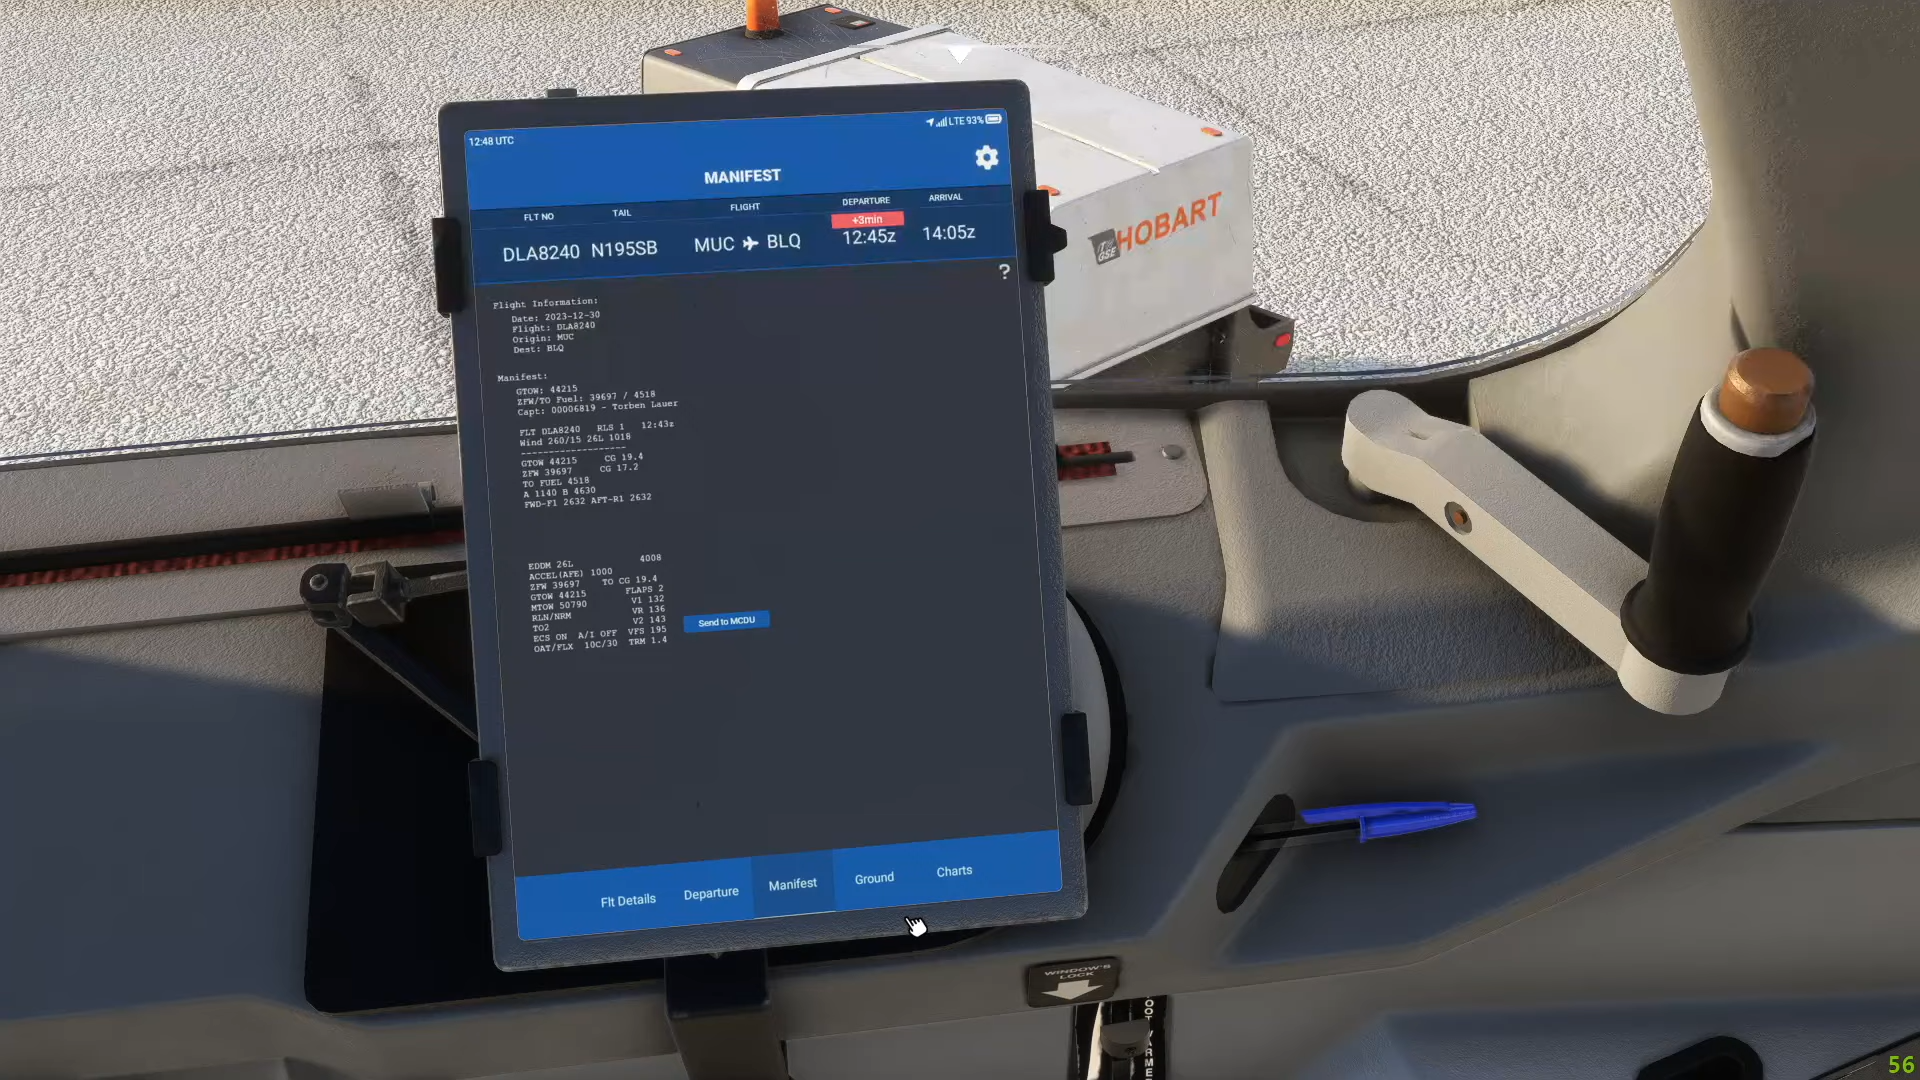 12:48 UTC
LTE 93%
MANIFEST
FLT NO TAIL FLIGHT DEPARTURE ARRIVAL
+3min
DLA8240 N195SB MUC BLQ 12:45z 14:05z
?
Flight Information:
Date: 2023-12-30
Flight: DLA8240
Origin: MUC
Dest: BLQ
Manifest:
GTOW: 44215
ZFW/TO Fuel: 39697 / 4518
Capt: 00006819 - Torben Lauer
FLT DLA8240 RLS 1 12:43z
Wind 260/15 26L 1018
--------------------
GTOW 44215 CG 19.4
ZFW 39697 CG 17.2
TO FUEL 4518
A 1140 B 4630
FWD-F1 2632 AFT-R1 2632
EDDM 26L 4008
ACCEL(AFE) 1000
ZFW 39697 TO CG 19.4
GTOW 44215 FLAPS 2
MTOW 50790 V1 132
RLN/NRM VR 136
TO2 V2 143
ECS ON A/I OFF VFS 195
OAT/FLX 10C/30 TRM 1.4
Send to MCDU
Flt Details Departure Manifest Ground Charts
HOBART
ITW GSE
WINDOW'S
LOCK
56